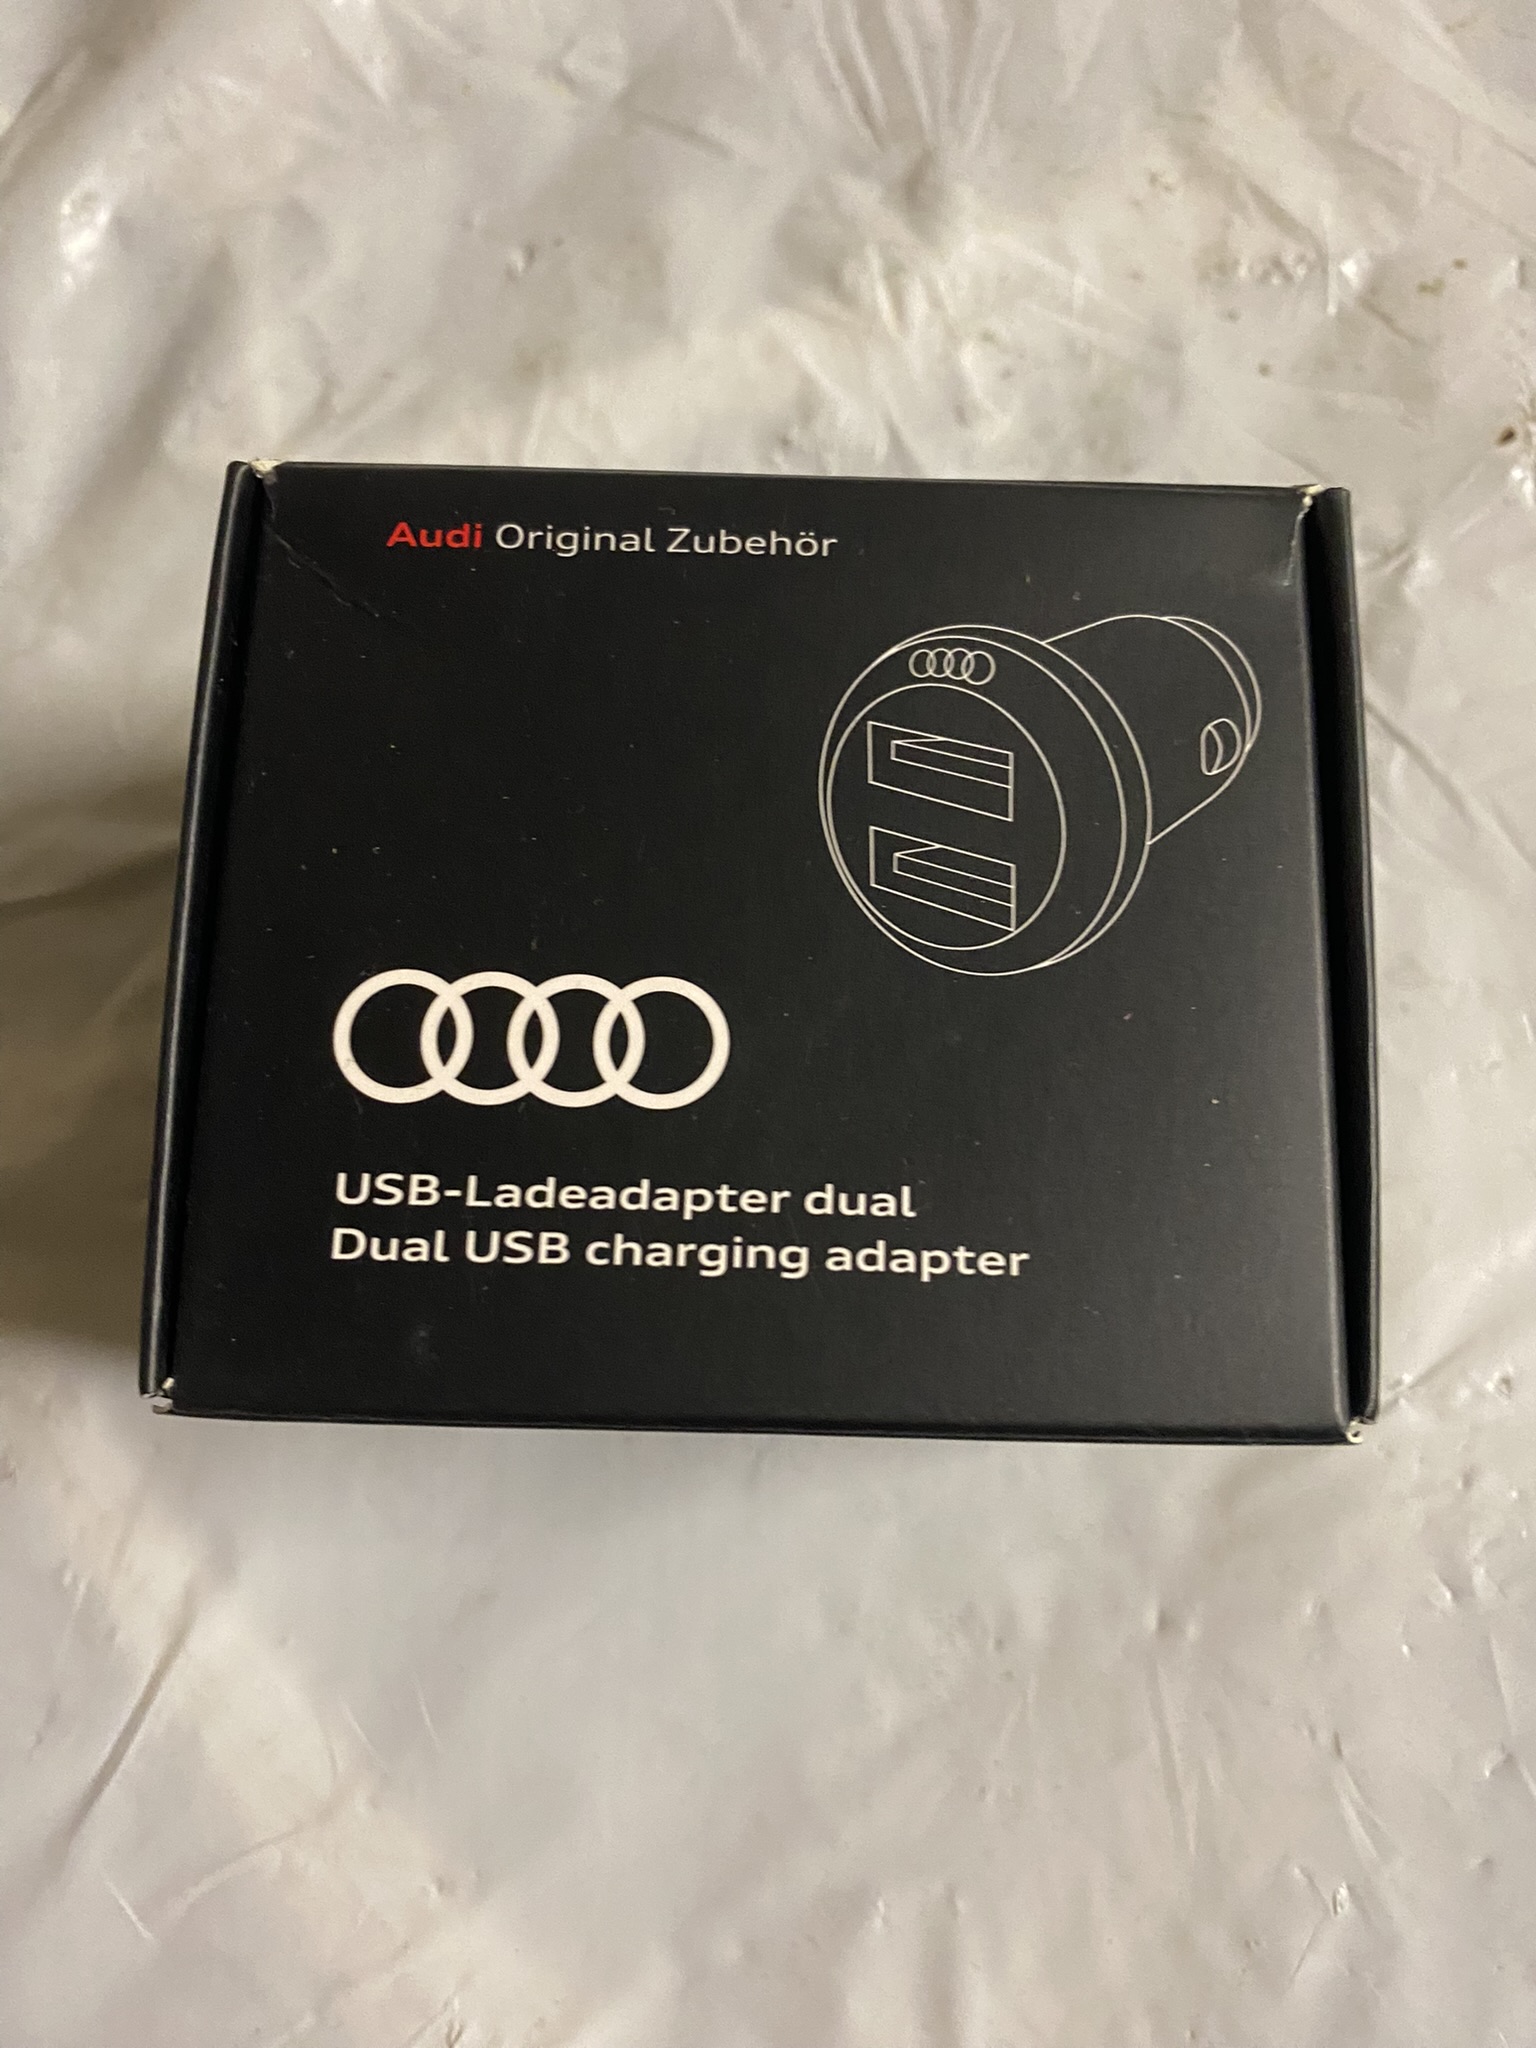 Audi Original Zubehör
USB-Ladeadapter dual
Dual USB charging adapter